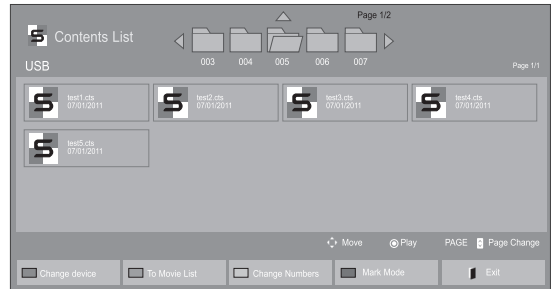 Page 1/2
Contents List
003 004 005 006 007
USB
Page 1/1
test1.cts
07/01/2011
test2.cts
07/01/2011
test3.cts
07/01/2011
test4.cts
07/01/2011
test5.cts
07/01/2011
Move Play PAGE Page Change
Change device To Movie List Change Numbers Mark Mode Exit